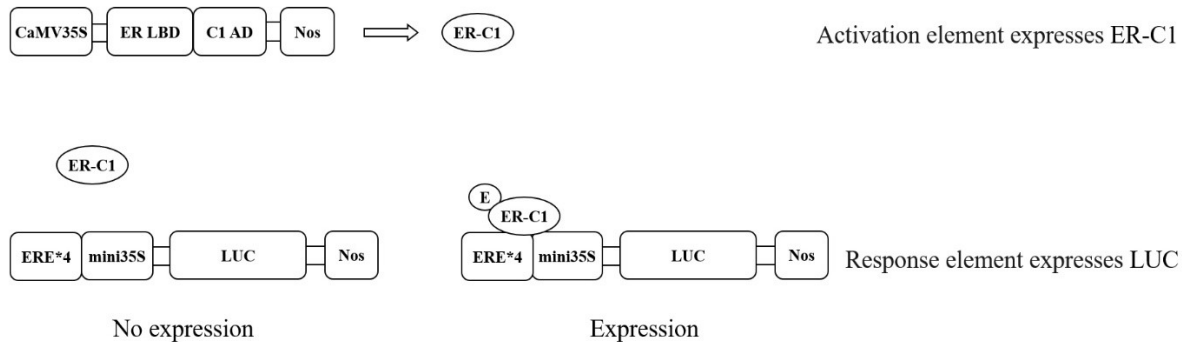 CaMV35S ER LBD C1 AD Nos ER-C1 Activation element expresses ER-C1
ER-C1
E
ER-C1
ERE*4 mini35S LUC Nos ERE*4 mini35S LUC Nos Response element expresses LUC
No expression Expression